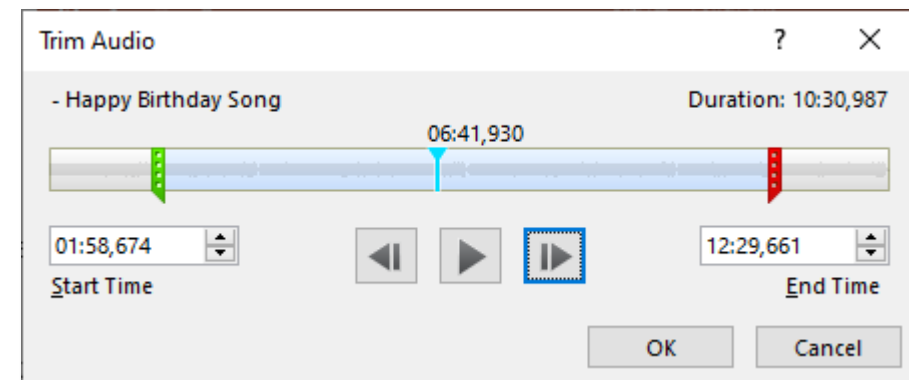 Trim Audio
?
- Happy Birthday Song
Duration: 10:30,987
06:41,930
01:58,674
12:29,661
Start Time
End Time
OK
Cancel